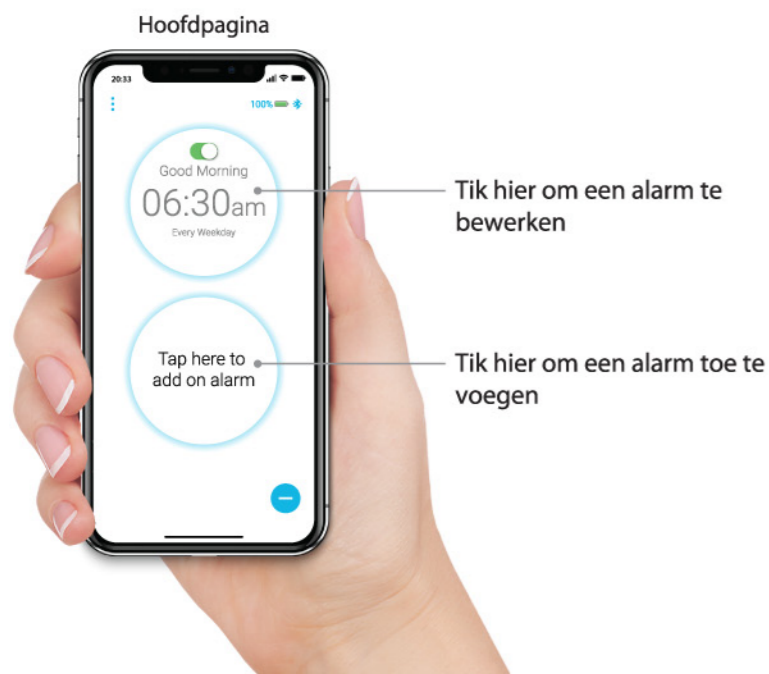 Hoofdpagina
20:33
100%
Good Morning
06:30am
Every Weekday
Tik hier om een alarm te
bewerken
Tap here to
add on alarm
Tik hier om een alarm toe te
voegen